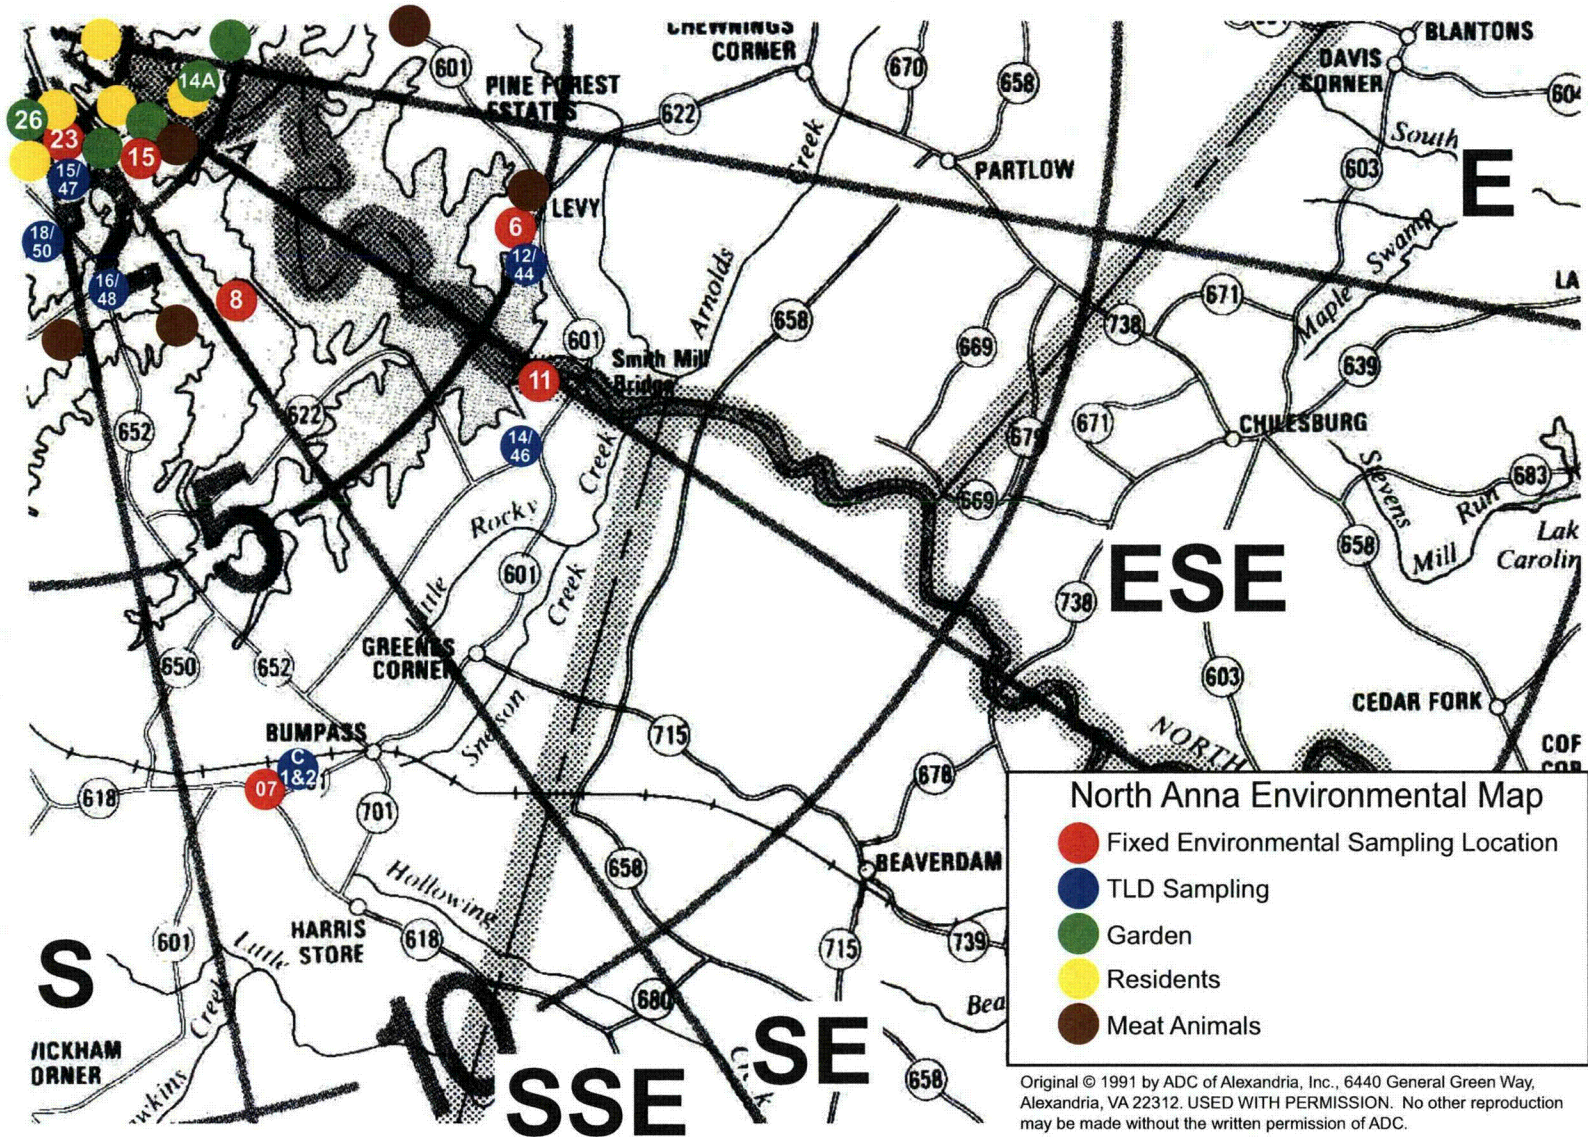 CHEWNINGS
CORNER
BLANTONS
DAVIS
CORNER
601
670
658
604
PINE FOREST
ESTATES
622
14A
26
23
15
15/
47
Creek
PARTLOW
South
603
E
LEVY
6
12/
44
18/
50
16/
48
8
Arnolds
Maple Swamp
671
738
658
669
639
601
Smith Mill
Bridge
11
622
652
14/
46
Creek
671
CHILESBURG
Stevens
Mill Run
683
Lak
Carolin
5
Rocky
669
601
Creek
Little
658
ESE
738
GREENES
CORNER
650
652
603
CEDAR FORK
BUMPASS
715
NORTH
C
1&2
07
618
678
701
COF
North Anna Environmental Map
Fixed Environmental Sampling Location
TLD Sampling
Garden
Residents
Meat Animals
658
BEAVERDAM
Hollowing
HARRIS
STORE
618
601
Little
Creek
715
739
S
10
680
Bea
SE
SSE
658
Original © 1991 by ADC of Alexandria, Inc., 6440 General Green Way,
Alexandria, VA 22312. USED WITH PERMISSION. No other reproduction
may be made without the written permission of ADC.